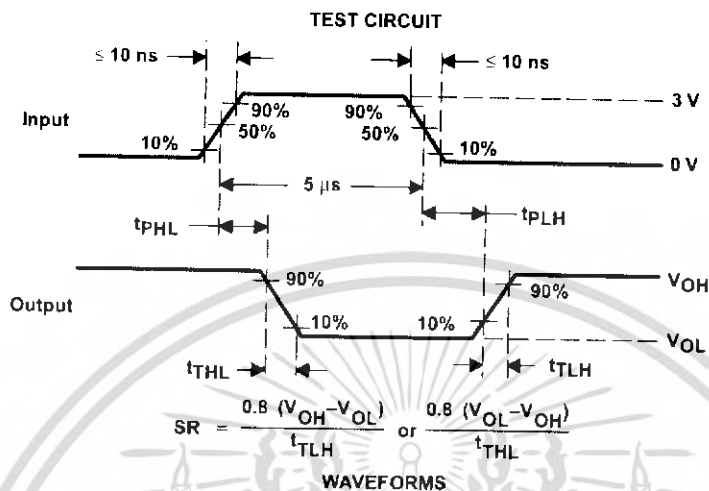 TEST CIRCUIT
≤ 10 ns
≤ 10 ns
Input
90%
90%
3 V
50%
50%
10%
10%
0 V
5 µs
tPHL
tPLH
Output
90%
90%
VOH
10%
10%
VOL
tTHL
tTLH
SR = 0.8 (VOH–VOL) / tTLH or 0.8 (VOL–VOH) / tTHL
WAVEFORMS